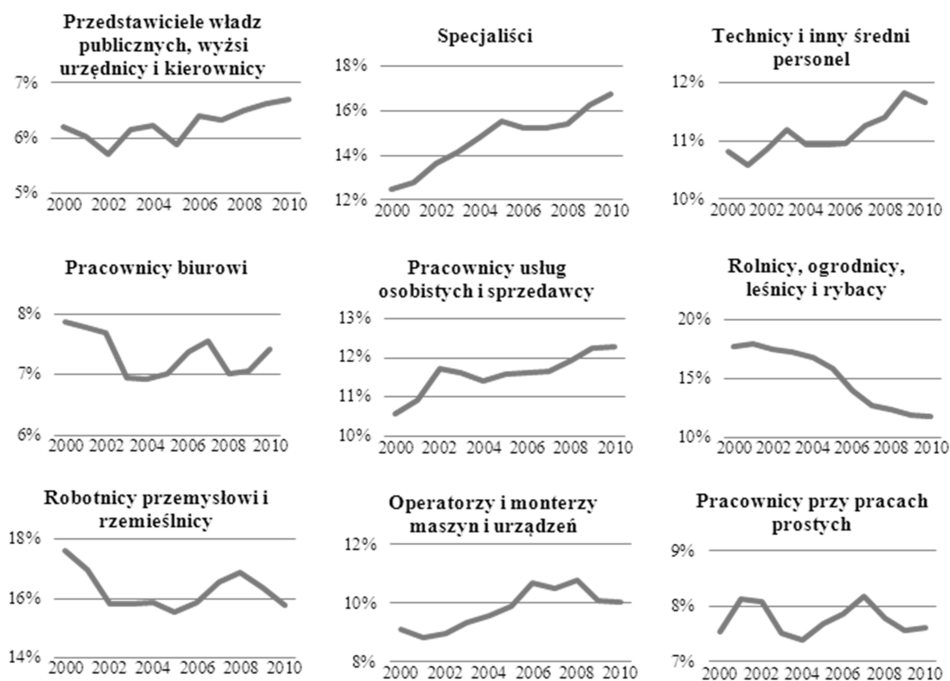 Przedstawiciele władz
publicznych, wyżsi
urzędnicy i kierownicy
7%
6%
5%
2000 2002 2004 2006 2008 2010
Specjaliści
18%
16%
14%
12%
2000 2002 2004 2006 2008 2010
Technicy i inny średni
personel
12%
11%
10%
2000 2002 2004 2006 2008 2010
Pracownicy biurowi
8%
7%
6%
2000 2002 2004 2006 2008 2010
Pracownicy usług
osobistych i sprzedawcy
13%
12%
11%
10%
2000 2002 2004 2006 2008 2010
Rolnicy, ogrodnicy,
leśnicy i rybacy
20%
15%
10%
2000 2002 2004 2006 2008 2010
Robotnicy przemysłowi i
rzemieślnicy
18%
16%
14%
2000 2002 2004 2006 2008 2010
Operatorzy i monterzy
maszyn i urządzeń
12%
10%
8%
2000 2002 2004 2006 2008 2010
Pracownicy przy pracach
prostych
9%
8%
7%
2000 2002 2004 2006 2008 2010